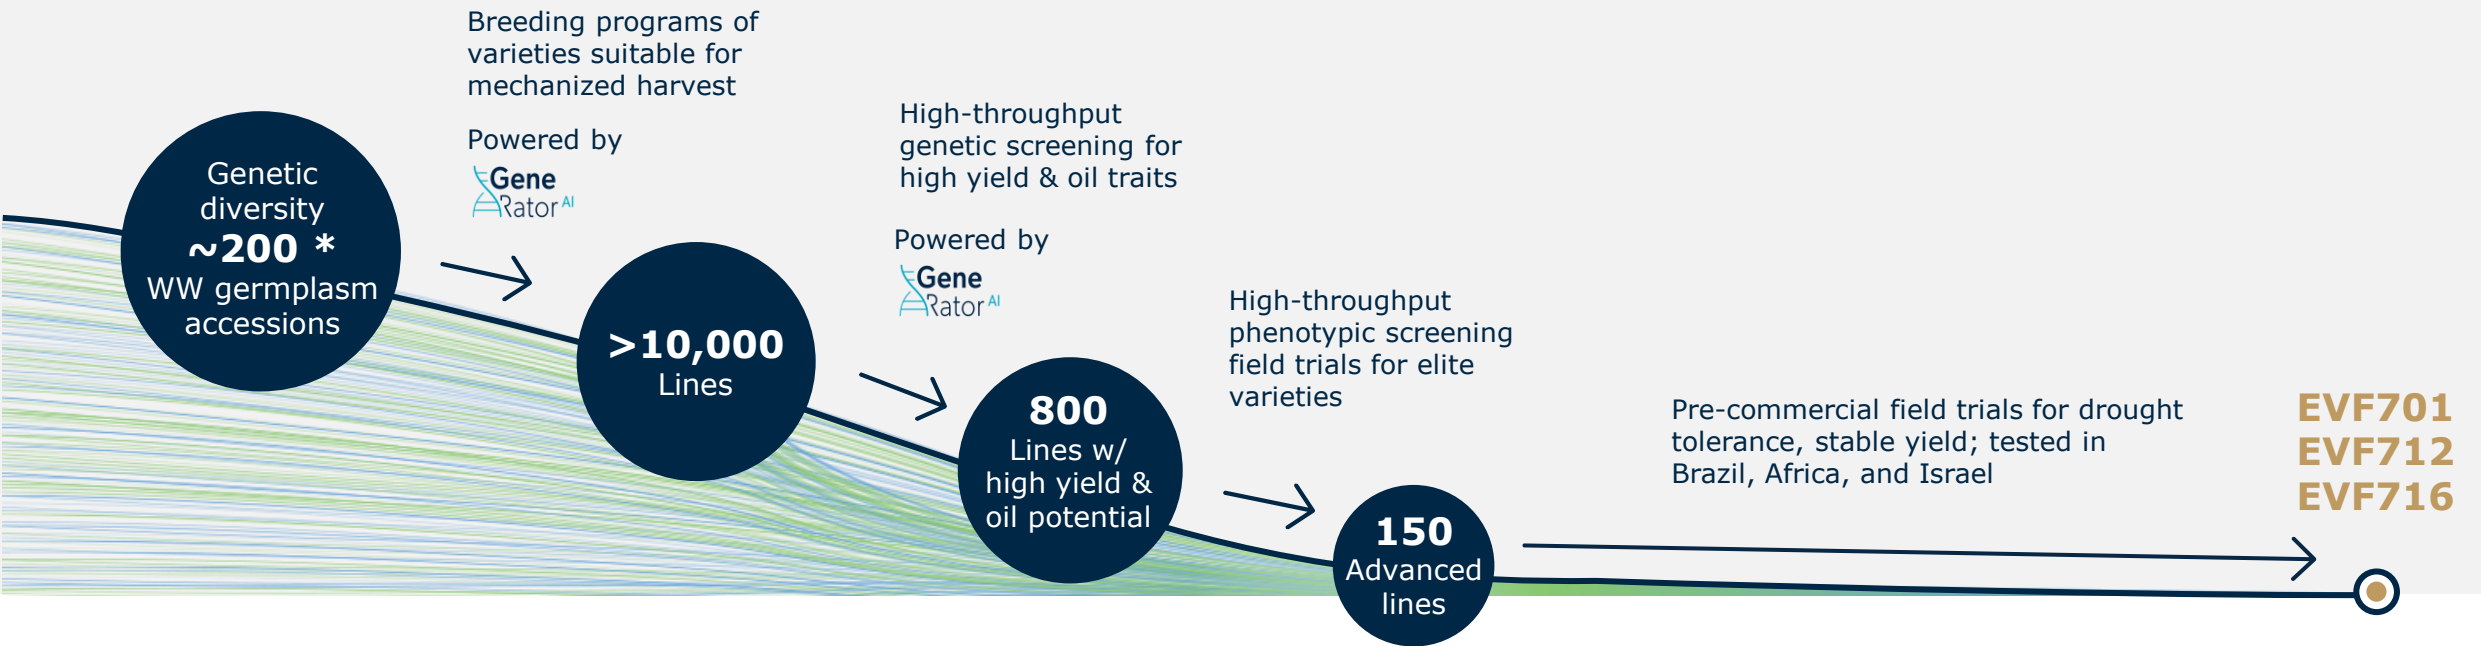 Breeding programs of
varieties suitable for
mechanized harvest
Powered by
Gene
Rator AI
Genetic
diversity
~200 *
WW germplasm
accessions
>10,000
Lines
High-throughput
genetic screening for
high yield & oil traits
Powered by
Gene
Rator AI
800
Lines w/
high yield &
oil potential
High-throughput
phenotypic screening
field trials for elite
varieties
150
Advanced
lines
Pre-commercial field trials for drought
tolerance, stable yield; tested in
Brazil, Africa, and Israel
EVF701
EVF712
EVF716